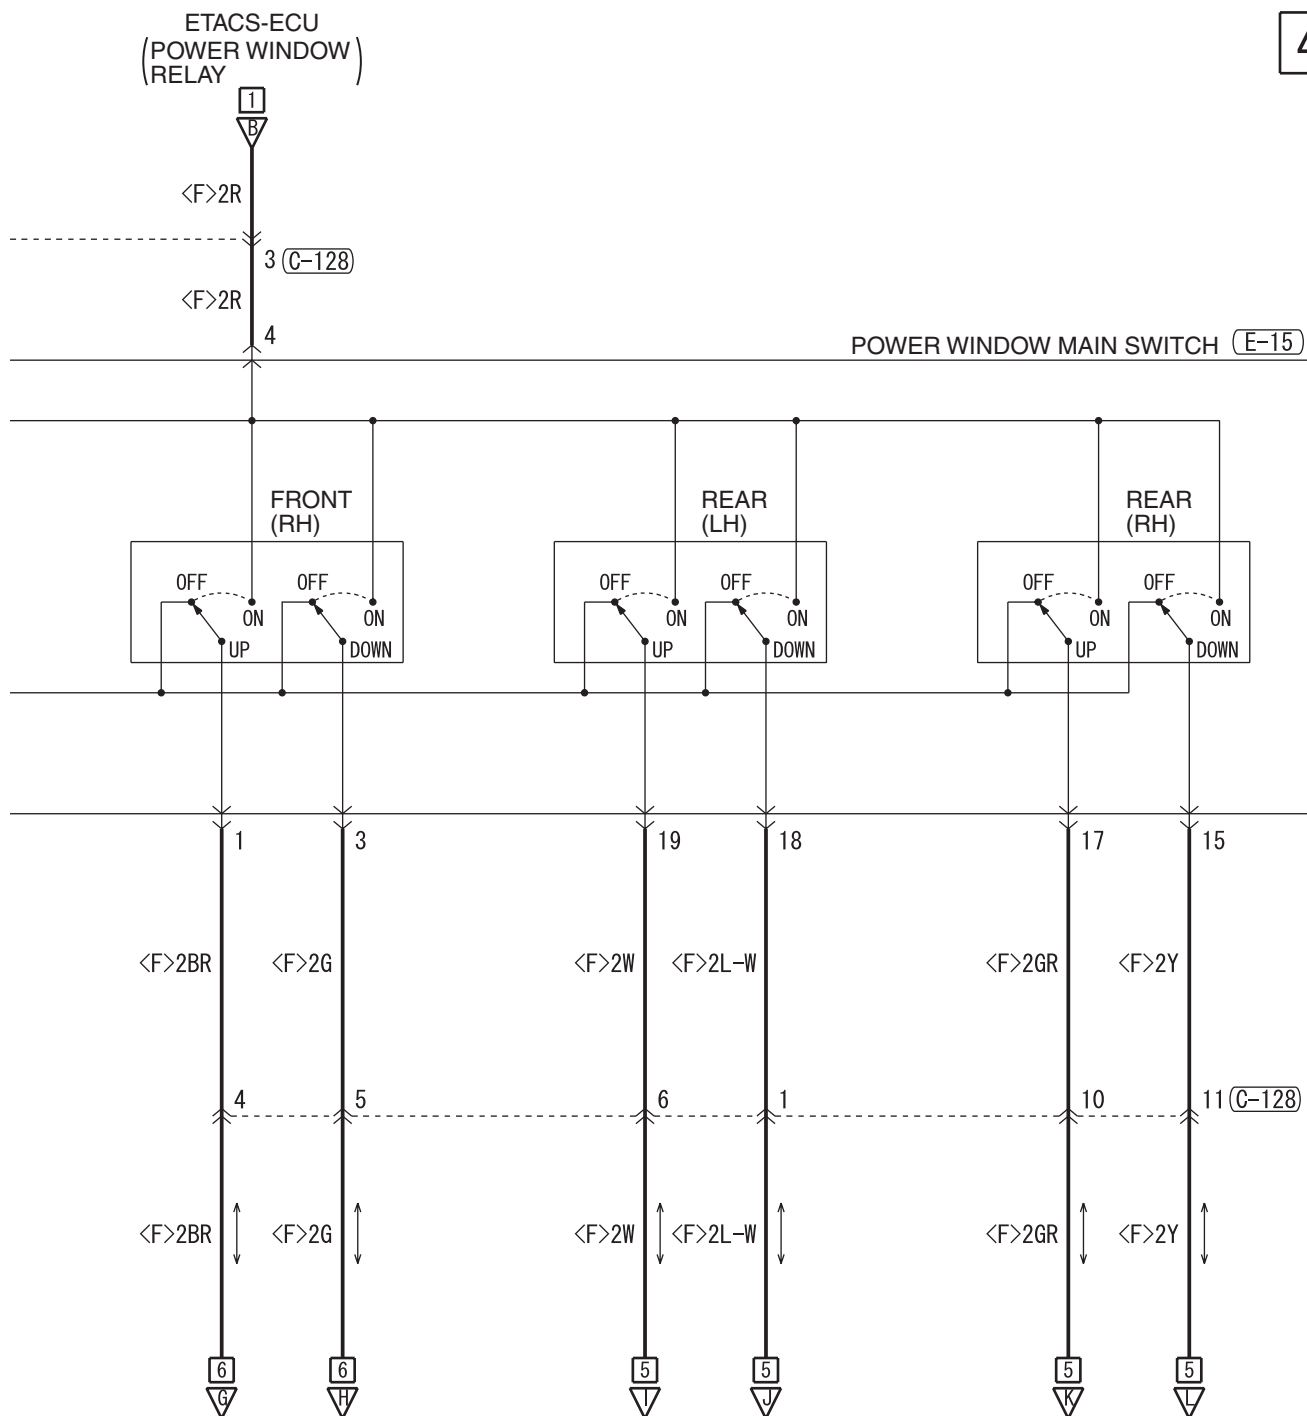 ETACS-ECU
(POWER WINDOW
RELAY)
1
B
<F>2R
3 C-128
<F>2R
4
POWER WINDOW MAIN SWITCH E-15
FRONT
(RH)
REAR
(LH)
REAR
(RH)
OFF OFF OFF OFF OFF OFF
ON ON ON ON ON ON
UP DOWN UP DOWN UP DOWN
1 3 19 18 17 15
<F>2BR <F>2G <F>2W <F>2L-W <F>2GR <F>2Y
4 5 6 1 10 11 C-128
<F>2BR <F>2G <F>2W <F>2L-W <F>2GR <F>2Y
6 6 5 5 5 5
G H I J K L